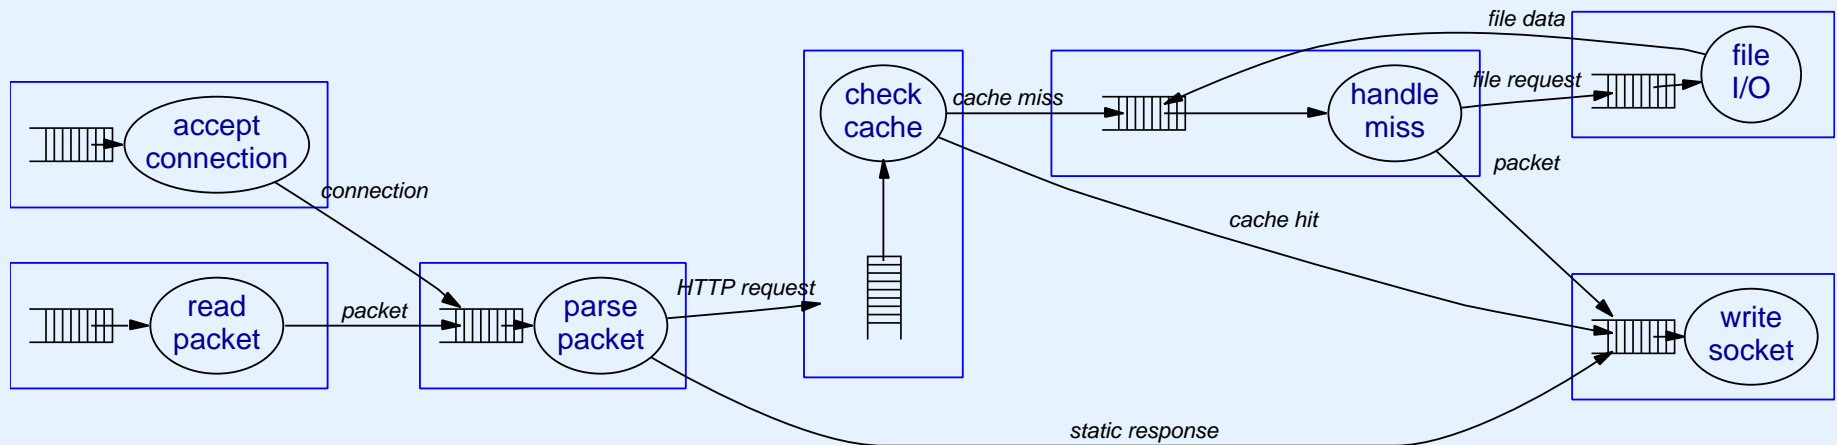 accept
connection
connection
read
packet
packet
parse
packet
HTTP request
check
cache
cache miss
cache hit
static response
handle
miss
file data
file request
file
I/O
packet
write
socket